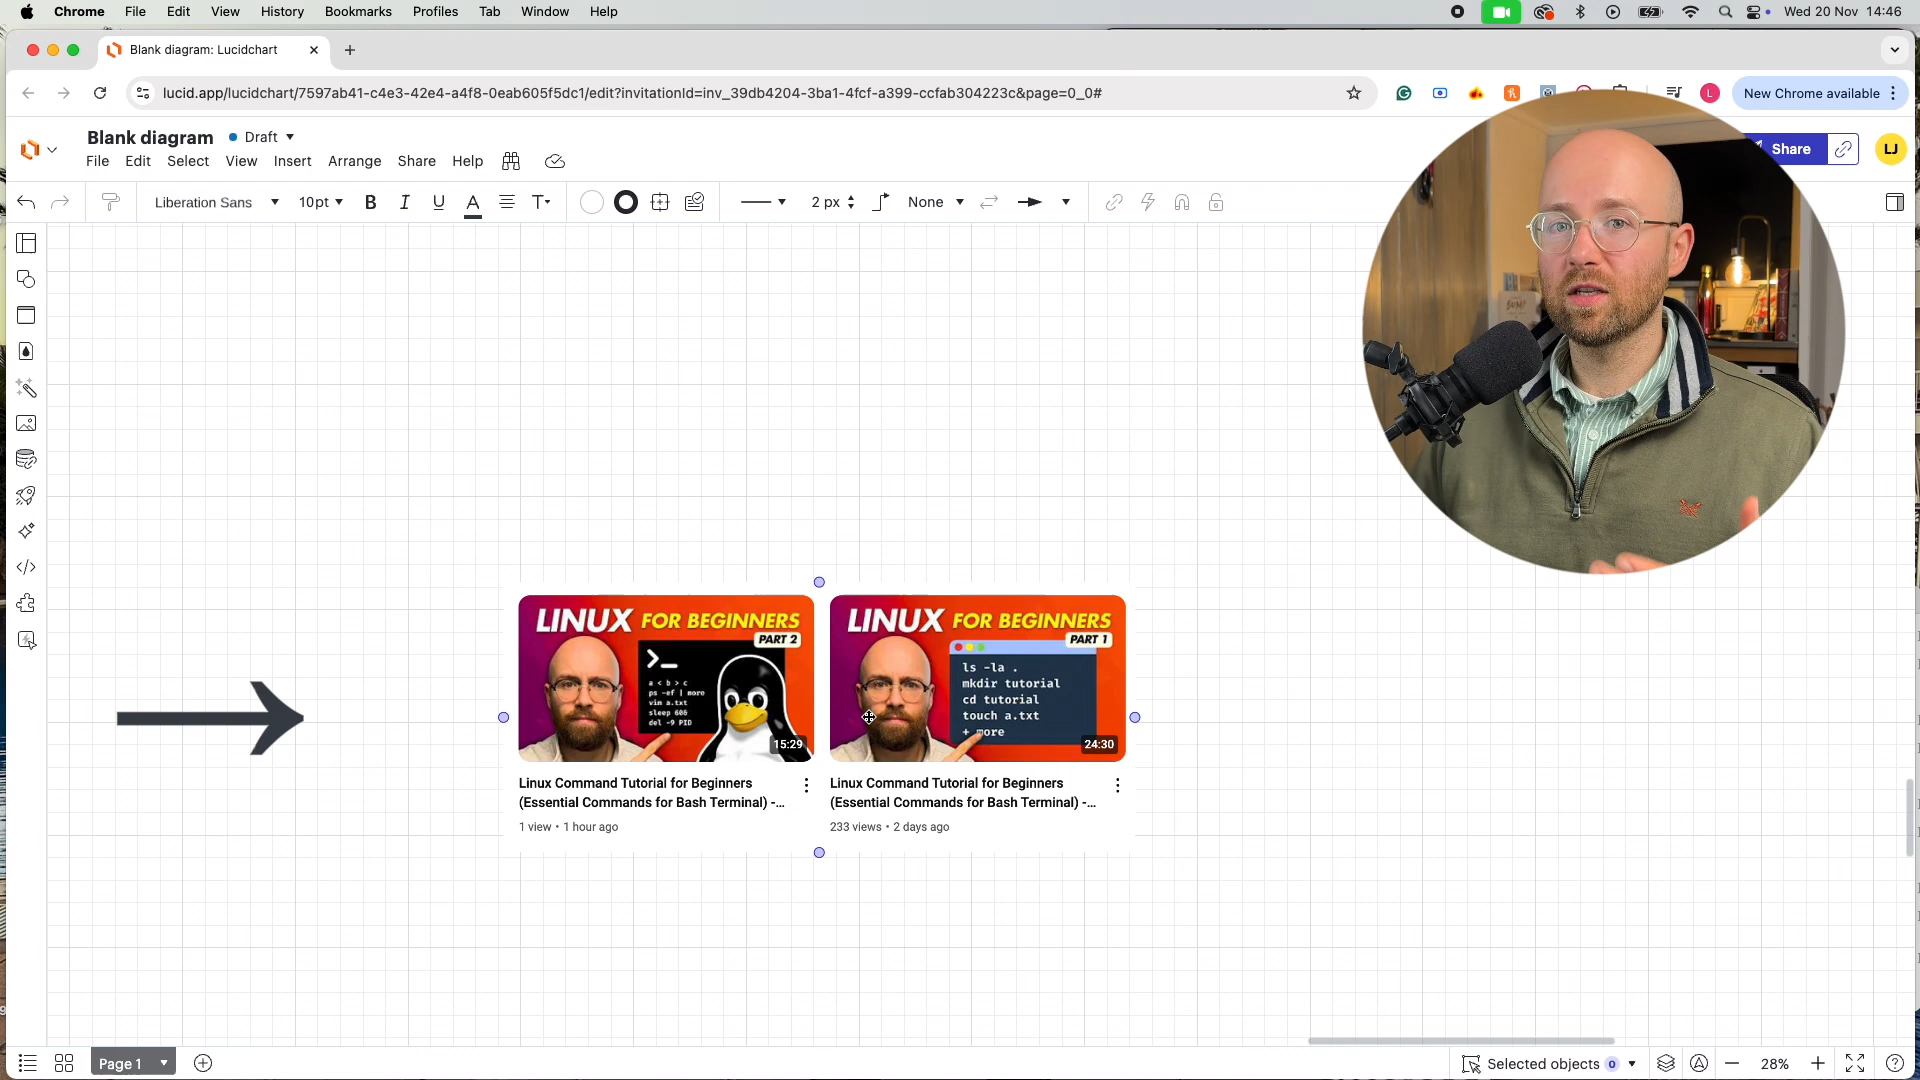 Chrome File Edit View History Bookmarks Profiles Tab Window Help
Wed 20 Nov 14:46
Blank diagram: Lucidchart
lucid.app/lucidchart/7597ab41-c4e3-42e4-a4f8-0eab605f5dc1/edit?invitationId=inv_39db4204-3ba1-4fcf-a399-ccfab304223c&page=0_0#
L
New Chrome available
Blank diagram
Draft
File Edit Select View Insert Arrange Share Help
Share
LJ
Liberation Sans
10pt
B I U A T
2 px
None
LINUX FOR BEGINNERS
PART 2
a < b > c
ps -ef | more
vim a.txt
sleep 60&
del -9 PID
15:29
Linux Command Tutorial for Beginners
(Essential Commands for Bash Terminal) -...
1 view • 1 hour ago
LINUX FOR BEGINNERS
PART 1
ls -la .
mkdir tutorial
cd tutorial
touch a.txt
+ more
24:30
Linux Command Tutorial for Beginners
(Essential Commands for Bash Terminal) -...
233 views • 2 days ago
Page 1
Selected objects 0
28%